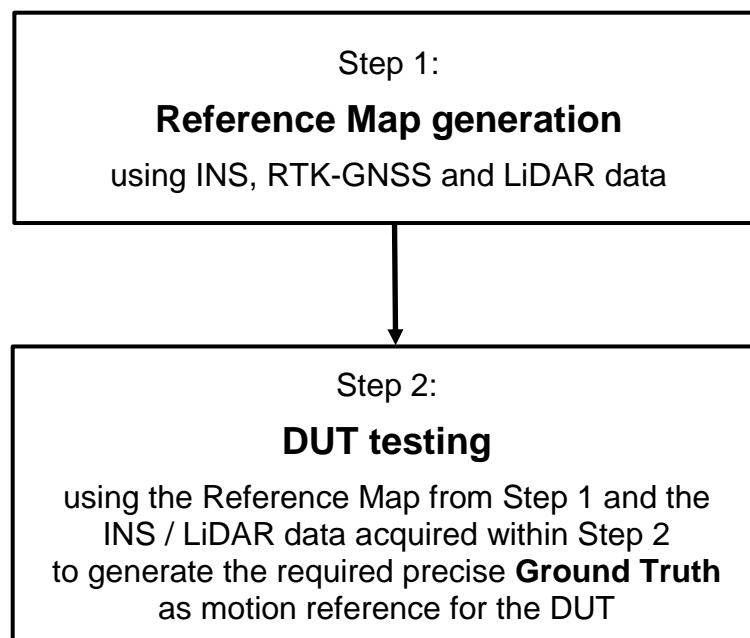 Step 1:
Reference Map generation
using INS, RTK-GNSS and LiDAR data
Step 2:
DUT testing
using the Reference Map from Step 1 and the
INS / LiDAR data acquired within Step 2
to generate the required precise Ground Truth
as motion reference for the DUT